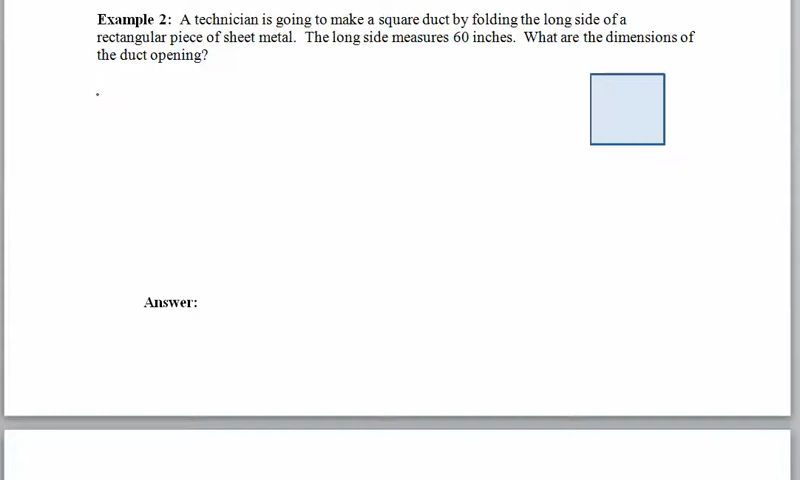 Example 2:  A technician is going to make a square duct by folding the long side of a
rectangular piece of sheet metal.  The long side measures 60 inches.  What are the dimensions of
the duct opening?
Answer: